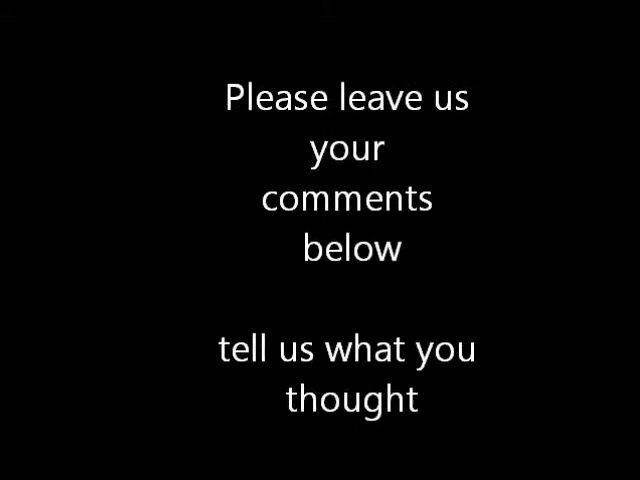 Please leave us
your
comments
below
tell us what you
thought